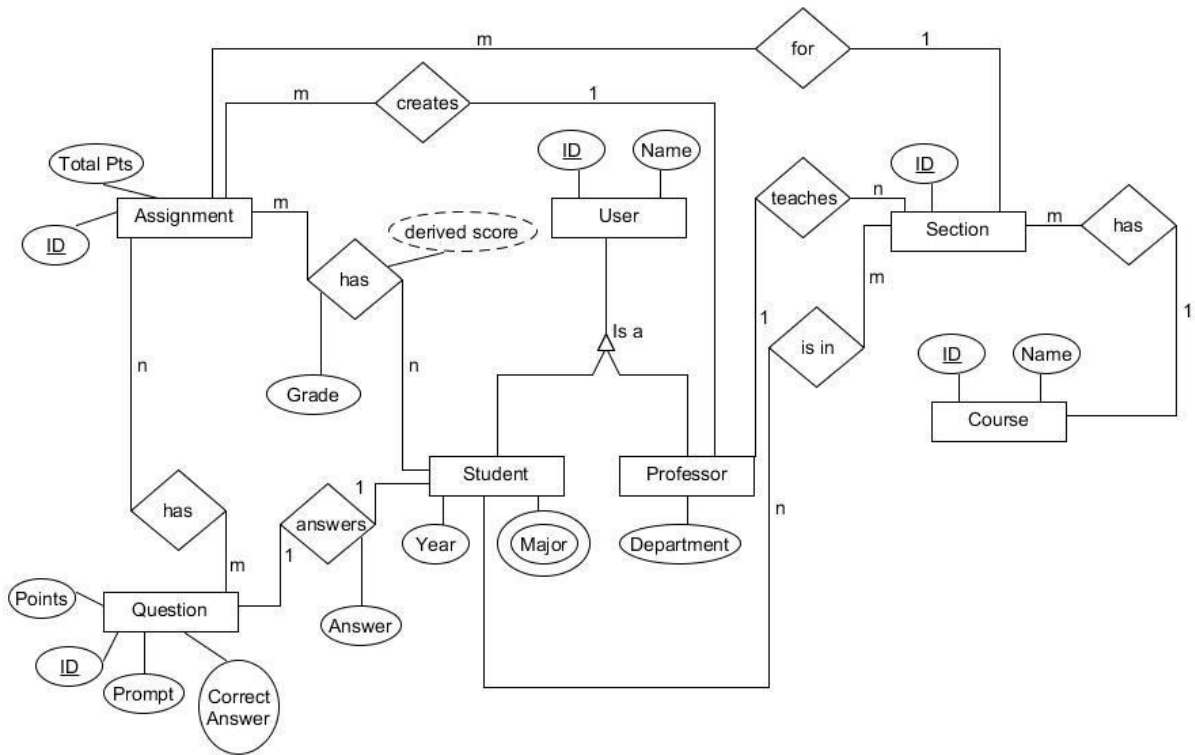 m
for
1
m
creates
1
Total Pts
ID
Name
ID
Assignment
m
User
teaches
n
Section
m
has
ID
derived score
has
m
1
1
Is a
is in
n
n
ID
Name
Grade
Course
Student
Professor
has
1
answers
n
1
Year
Major
Department
m
Points
Question
Answer
ID
Prompt
Correct
Answer